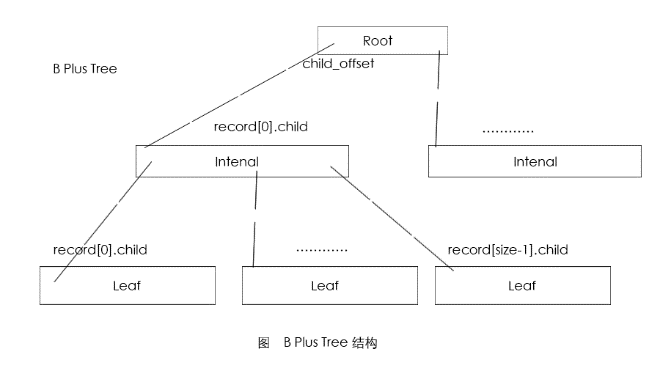 Root
child_offset
B Plus Tree
record[0].child
............
Intenal
Intenal
record[0].child
............
record[size-1].child
Leaf
Leaf
Leaf
图 B Plus Tree 结构